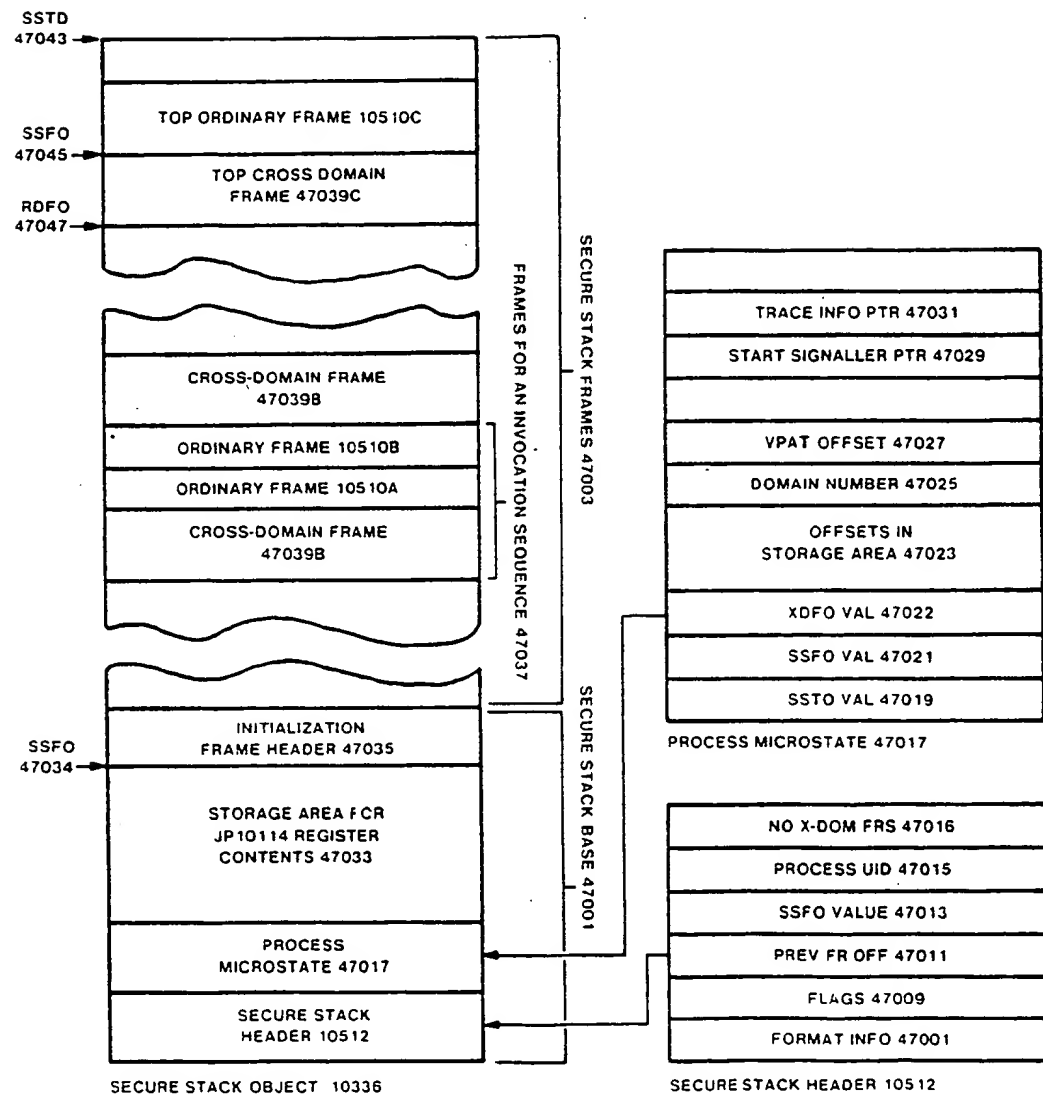 SSTD
47043
TOP ORDINARY FRAME 10510C
SSFO
47045
TOP CROSS DOMAIN
FRAME 47039C
RDFO
47047
CROSS-DOMAIN FRAME
47039B
ORDINARY FRAME 10510B
ORDINARY FRAME 10510A
CROSS-DOMAIN FRAME
47039B
FRAMES FOR AN INVOCATION SEQUENCE 47037
SECURE STACK FRAMES 47003
INITIALIZATION
FRAME HEADER 47035
SSFO
47034
STORAGE AREA FCR
JP10114 REGISTER
CONTENTS 47033
PROCESS
MICROSTATE 47017
SECURE STACK
HEADER 10512
SECURE STACK BASE 47001
SECURE STACK OBJECT 10336
TRACE INFO PTR 47031
START SIGNALLER PTR 47029
VPAT OFFSET 47027
DOMAIN NUMBER 47025
OFFSETS IN
STORAGE AREA 47023
XDFO VAL 47022
SSFO VAL 47021
SSTO VAL 47019
PROCESS MICROSTATE 47017
NO X-DOM FRS 47016
PROCESS UID 47015
SSFO VALUE 47013
PREV FR OFF 47011
FLAGS 47009
FORMAT INFO 47001
SECURE STACK HEADER 10512